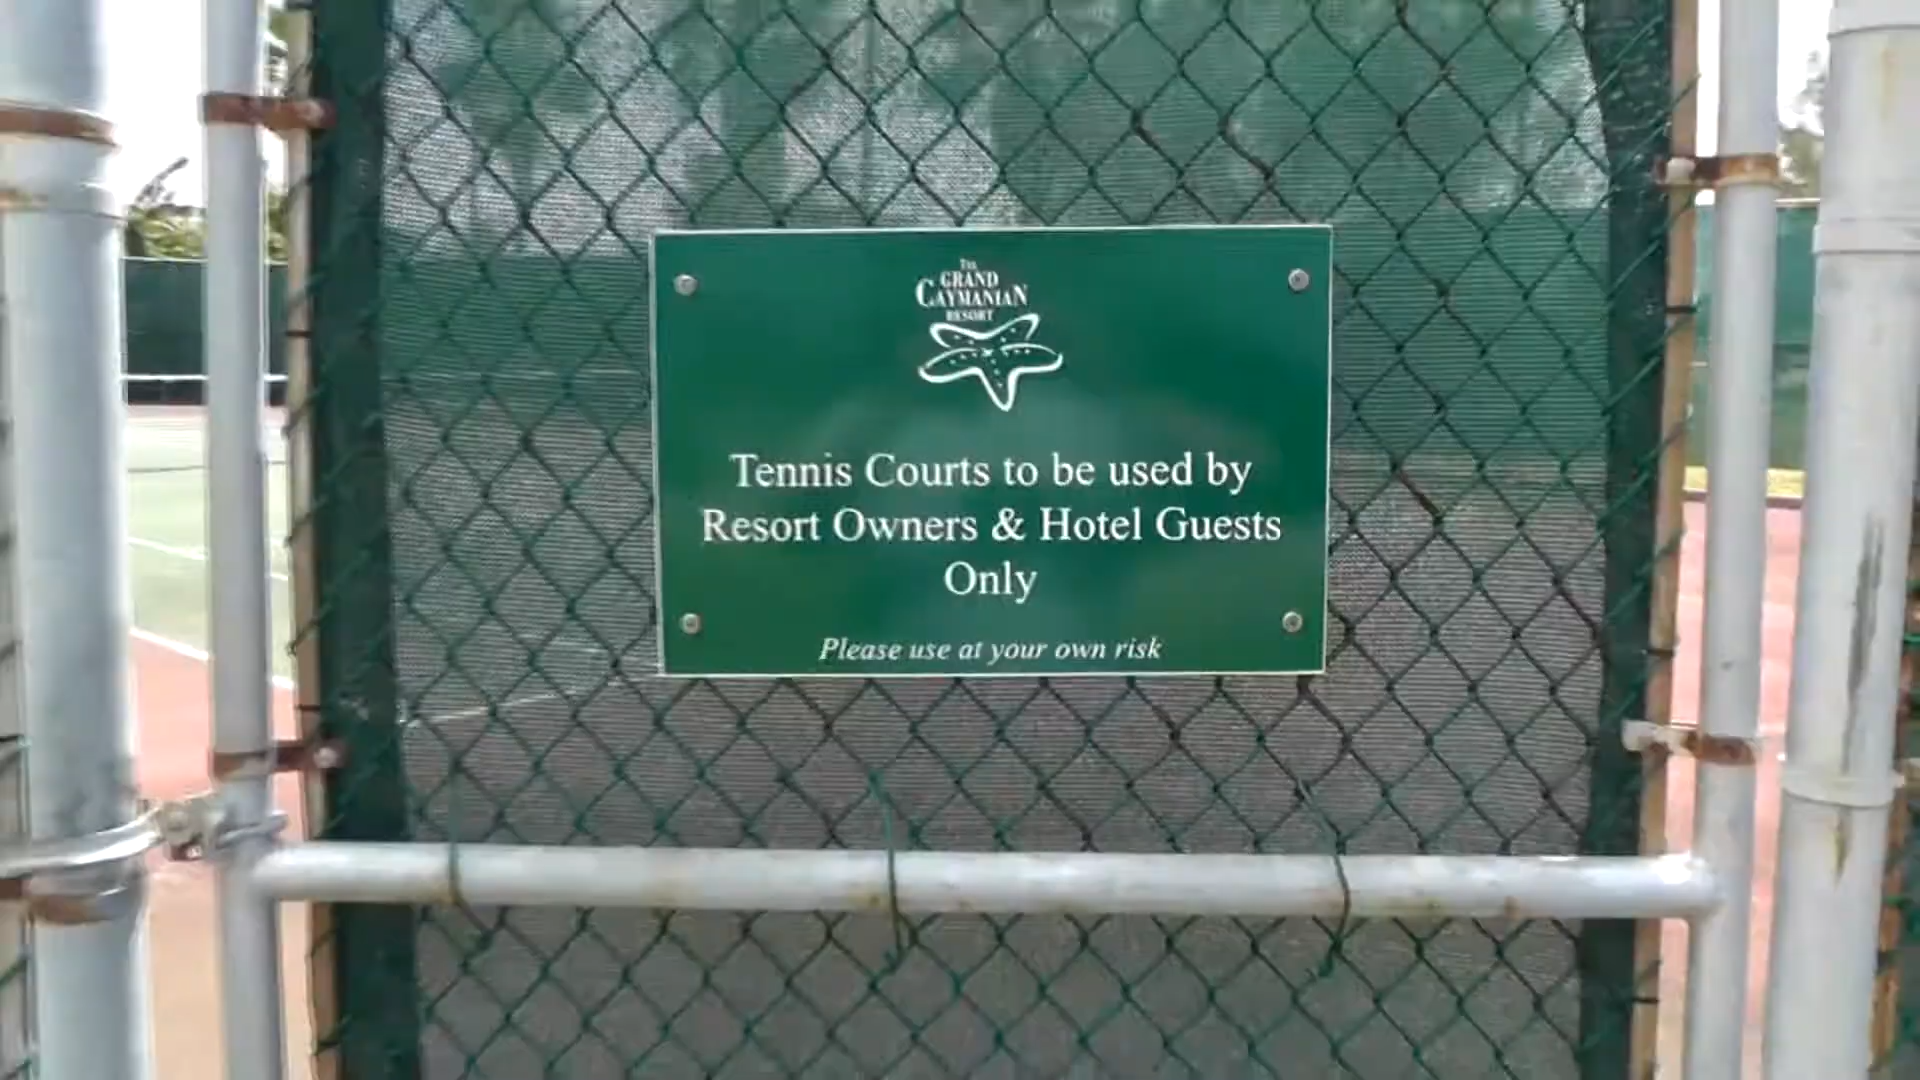 THE
GRAND
CAYMANIAN
RESORT
Tennis Courts to be used by
Resort Owners & Hotel Guests
Only
Please use at your own risk